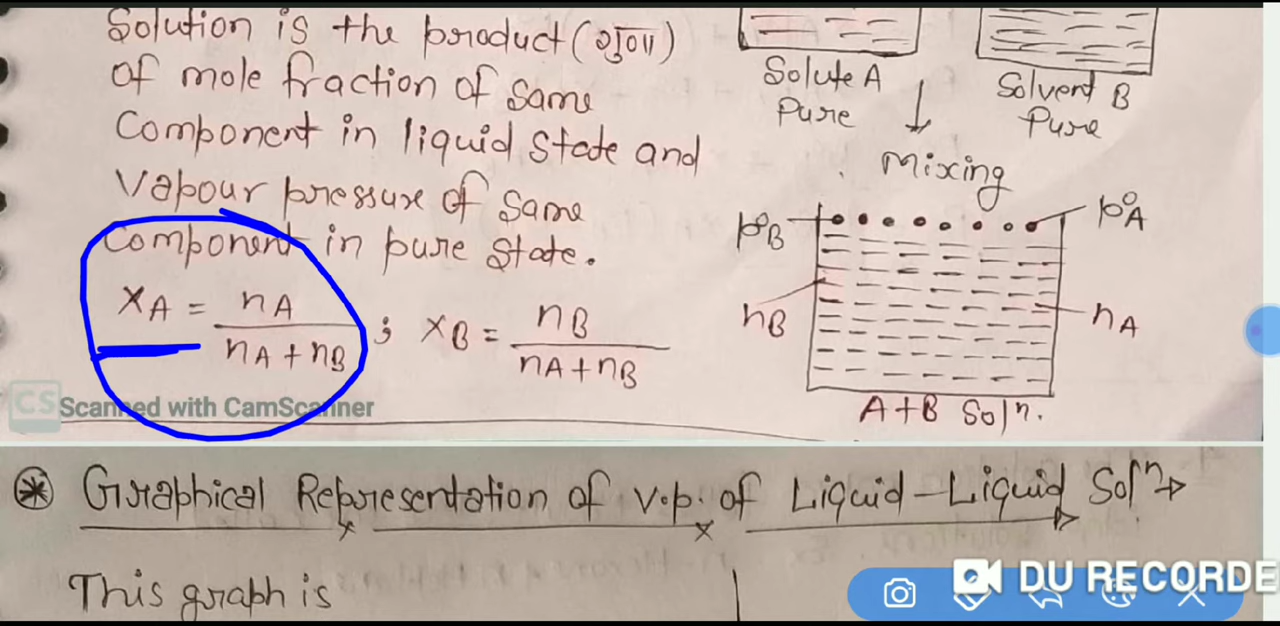 Solution is the product (गुणा)
of mole fraction of same
Component in liquid state and
Vapour pressure of same
Component in pure state.
xA = nA / nA + nB ; xB = nB / nA + nB
Solute A
Pure
Solvent B
Pure
Mixing
p°B
p°A
nB
nA
A+B Solⁿ.
CS Scanned with CamScanner
Graphical Representation of v.p. of Liquid-Liquid Solⁿ→
This graph is
DU RECORDE